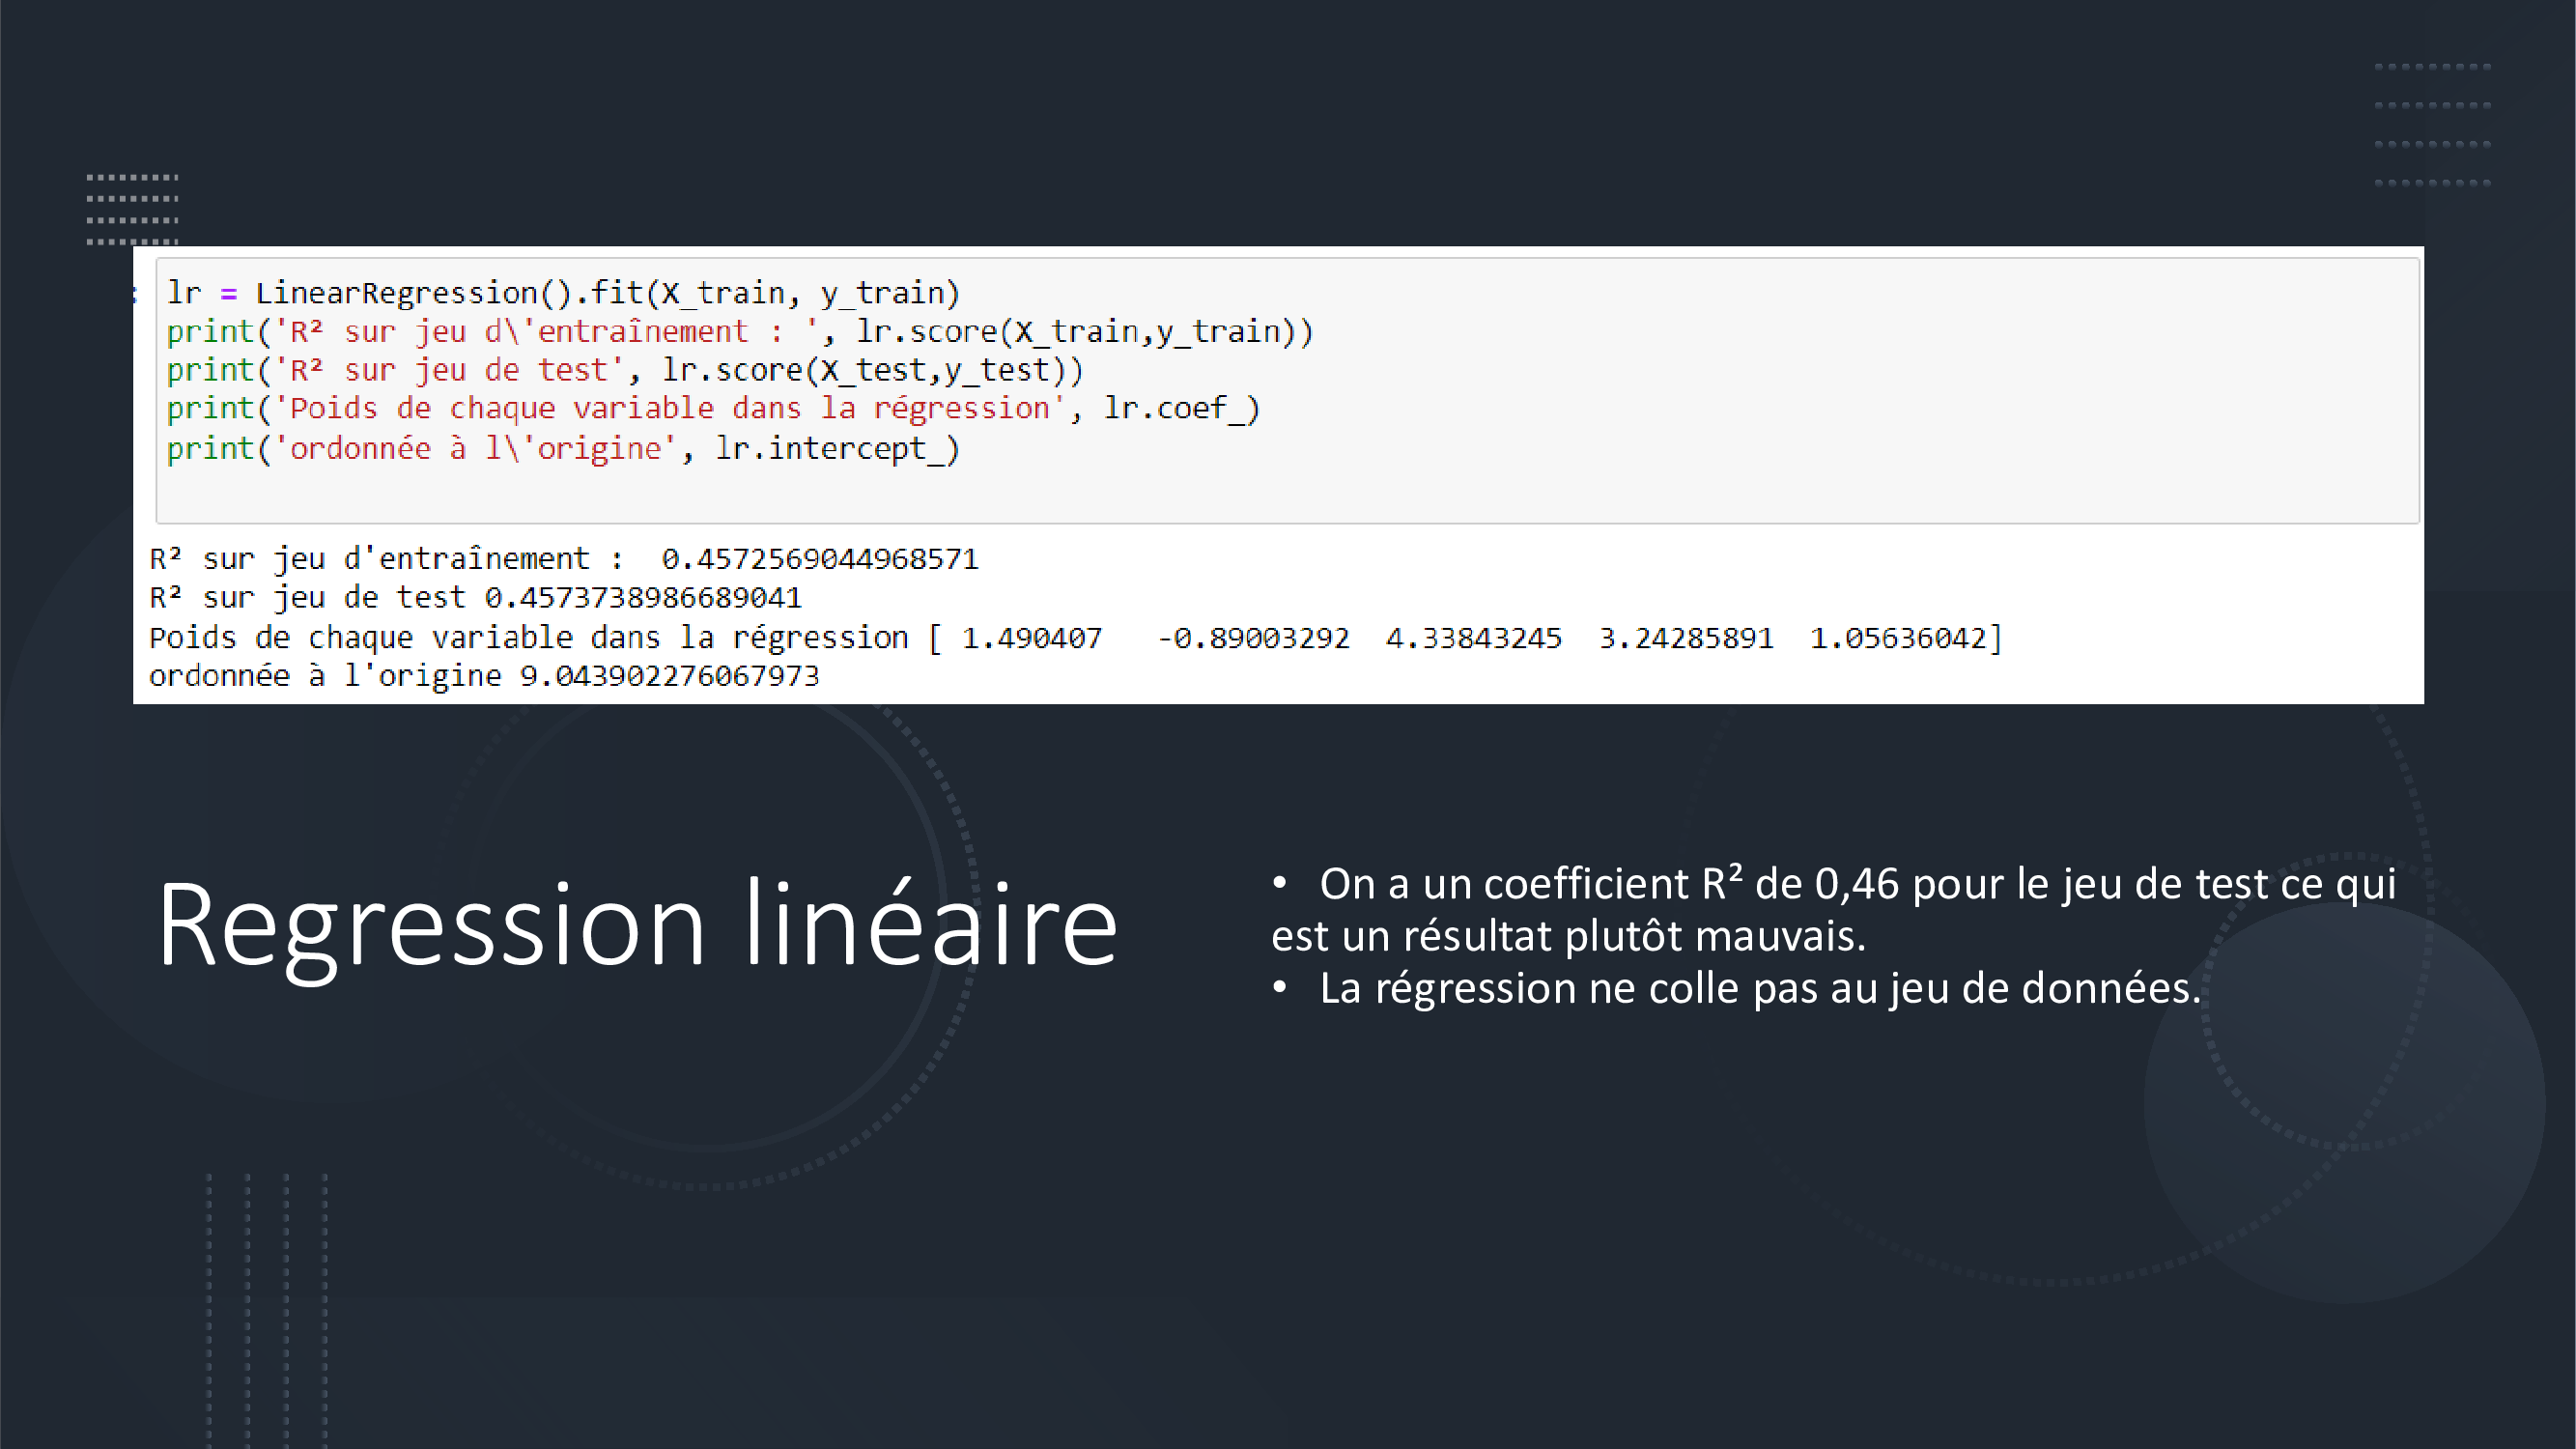 lr = LinearRegression().fit(X_train, y_train)
print('R² sur jeu d\'entraînement : ', lr.score(X_train,y_train))
print('R² sur jeu de test', lr.score(X_test,y_test))
print('Poids de chaque variable dans la régression', lr.coef_)
print('ordonnée à l\'origine', lr.intercept_)
R² sur jeu d'entraînement :  0.4572569044968571
R² sur jeu de test 0.4573738986689041
Poids de chaque variable dans la régression [ 1.490407   -0.89003292  4.33843245  3.24285891  1.05636042]
ordonnée à l'origine 9.043902276067973
Regression linéaire
• On a un coefficient R² de 0,46 pour le jeu de test ce qui
est un résultat plutôt mauvais.
• La régression ne colle pas au jeu de données.